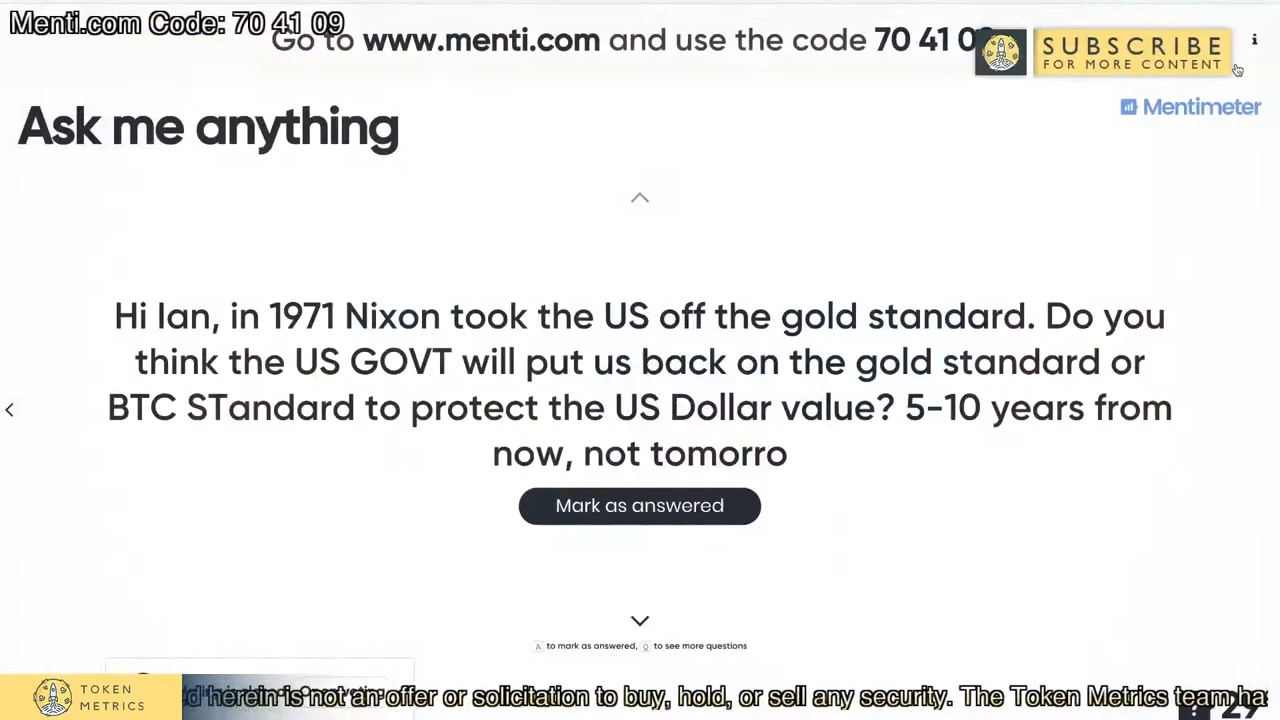 Menti.com Code: 70 41 09
Go to www.menti.com and use the code 70 41 0
SUBSCRIBE
FOR MORE CONTENT
i
Mentimeter
Ask me anything
Hi Ian, in 1971 Nixon took the US off the gold standard. Do you
think the US GOVT will put us back on the gold standard or
BTC STandard to protect the US Dollar value? 5-10 years from
now, not tomorro
Mark as answered
A to mark as answered, Q to see more questions
TOKEN
METRICS
herein is not an offer or solicitation to buy, hold, or sell any security. The Token Metrics team ha
29